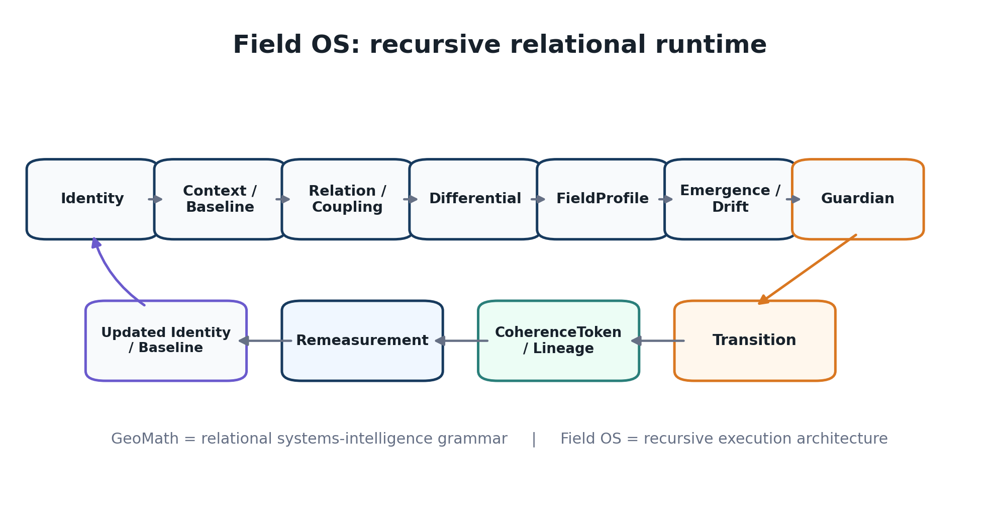 Field OS: recursive relational runtime
Identity
Context /
Baseline
Relation /
Coupling
Differential
FieldProfile
Emergence /
Drift
Guardian
Updated Identity
/ Baseline
Remeasurement
CoherenceToken
/ Lineage
Transition
GeoMath = relational systems-intelligence grammar | Field OS = recursive execution architecture